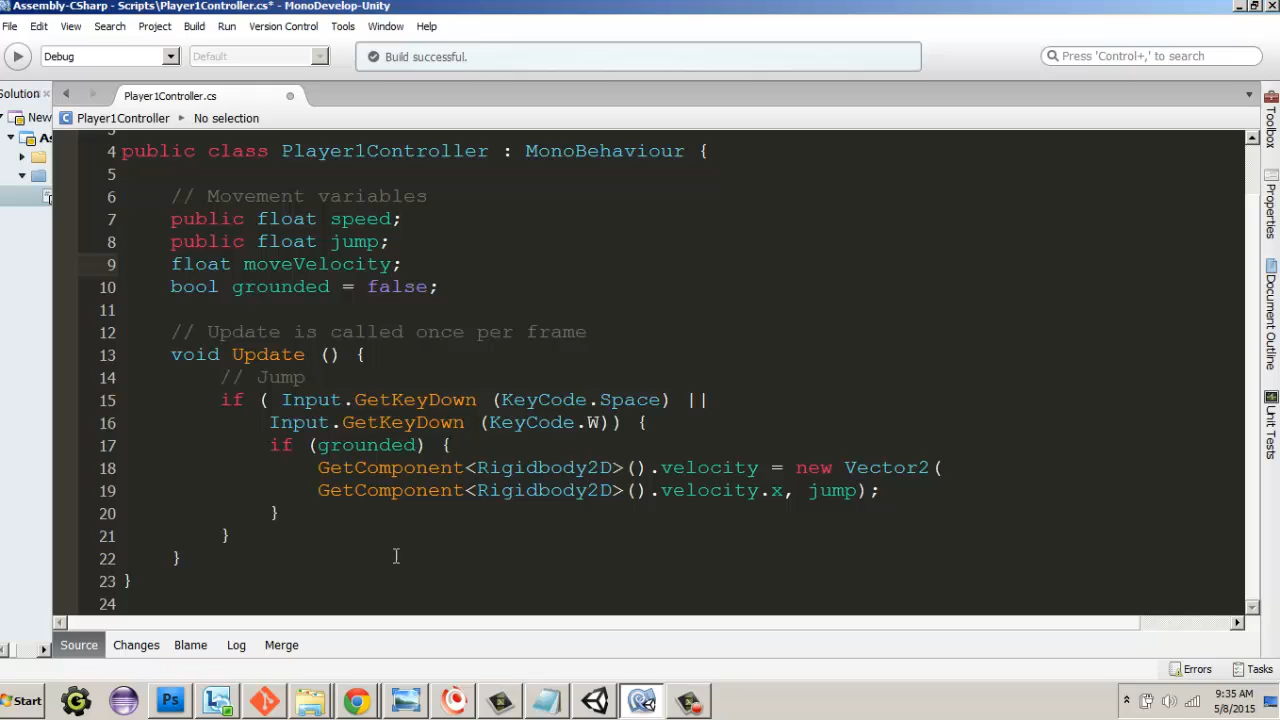 Assembly-CSharp - Scripts\Player1Controller.cs* - MonoDevelop-Unity
File Edit View Search Project Build Run Version Control Tools Window Help
Debug Default Build successful. Press 'Control+,' to search
Solution Player1Controller.cs
New Player1Controller No selection
4 public class Player1Controller : MonoBehaviour {
5
6 // Movement variables
7 public float speed;
8 public float jump;
9 float moveVelocity;
10 bool grounded = false;
11
12 // Update is called once per frame
13 void Update () {
14 // Jump
15 if ( Input.GetKeyDown (KeyCode.Space) ||
16 Input.GetKeyDown (KeyCode.W)) {
17 if (grounded) {
18 GetComponent<Rigidbody2D>().velocity = new Vector2(
19 GetComponent<Rigidbody2D>().velocity.x, jump);
20 }
21 }
22 }
23 }
24
Toolbox
Properties
Document Outline
Unit Tests
Source Changes Blame Log Merge
Errors Tasks
Start Ps
9:35 AM
5/8/2015